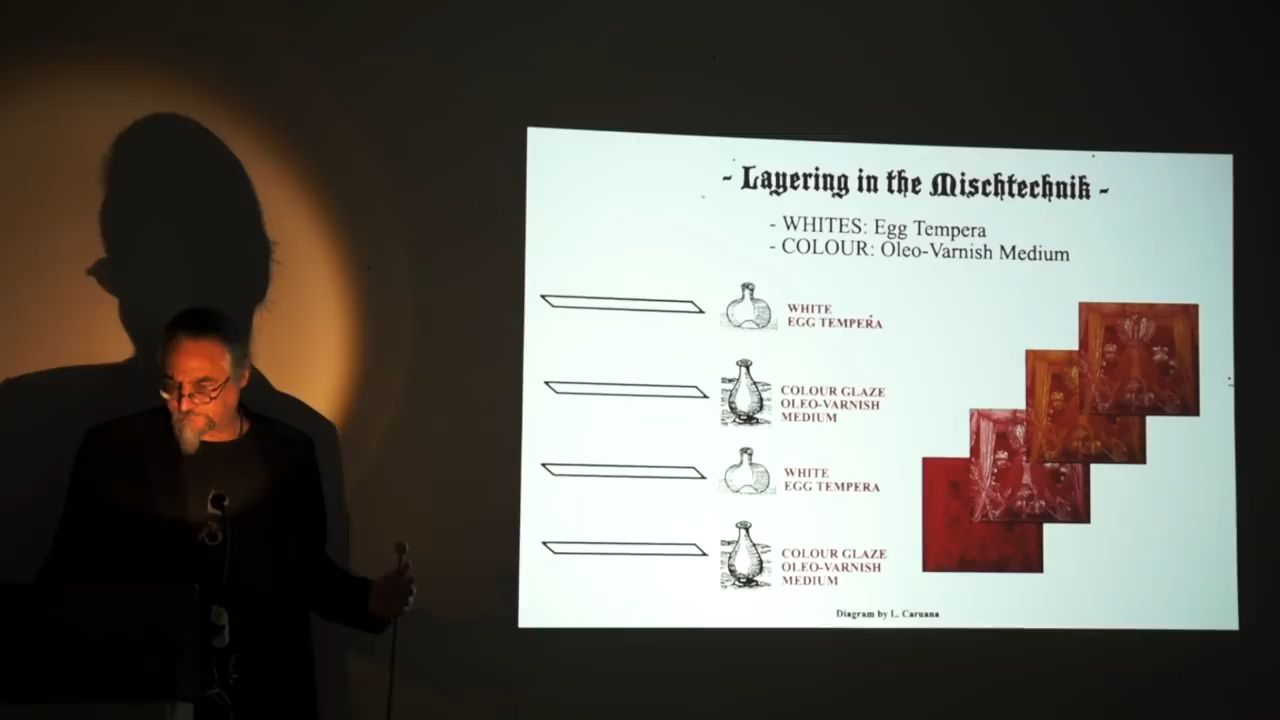 - Layering in the Mischtechnik -
- WHITES: Egg Tempera
- COLOUR: Oleo-Varnish Medium
WHITE
EGG TEMPERA
COLOUR GLAZE
OLEO-VARNISH
MEDIUM
WHITE
EGG TEMPERA
COLOUR GLAZE
OLEO-VARNISH
MEDIUM
Diagram by L. Caruana